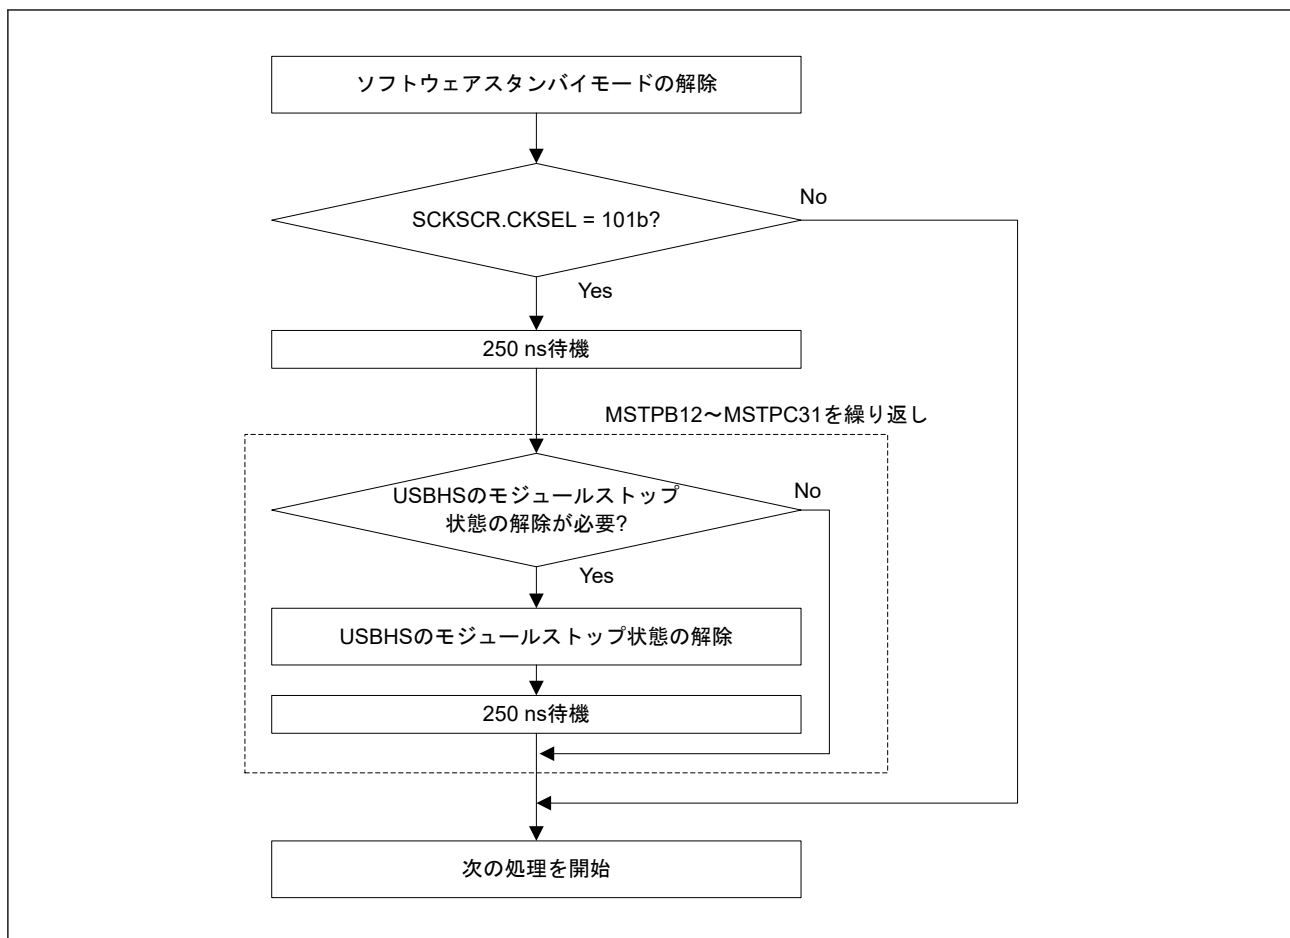 ソフトウェアスタンバイモードの解除
SCKSCR.CKSEL = 101b?
No
Yes
250 ns待機
MSTPB12～MSTPC31を繰り返し
USBHSのモジュールストップ
状態の解除が必要?
No
Yes
USBHSのモジュールストップ状態の解除
250 ns待機
次の処理を開始